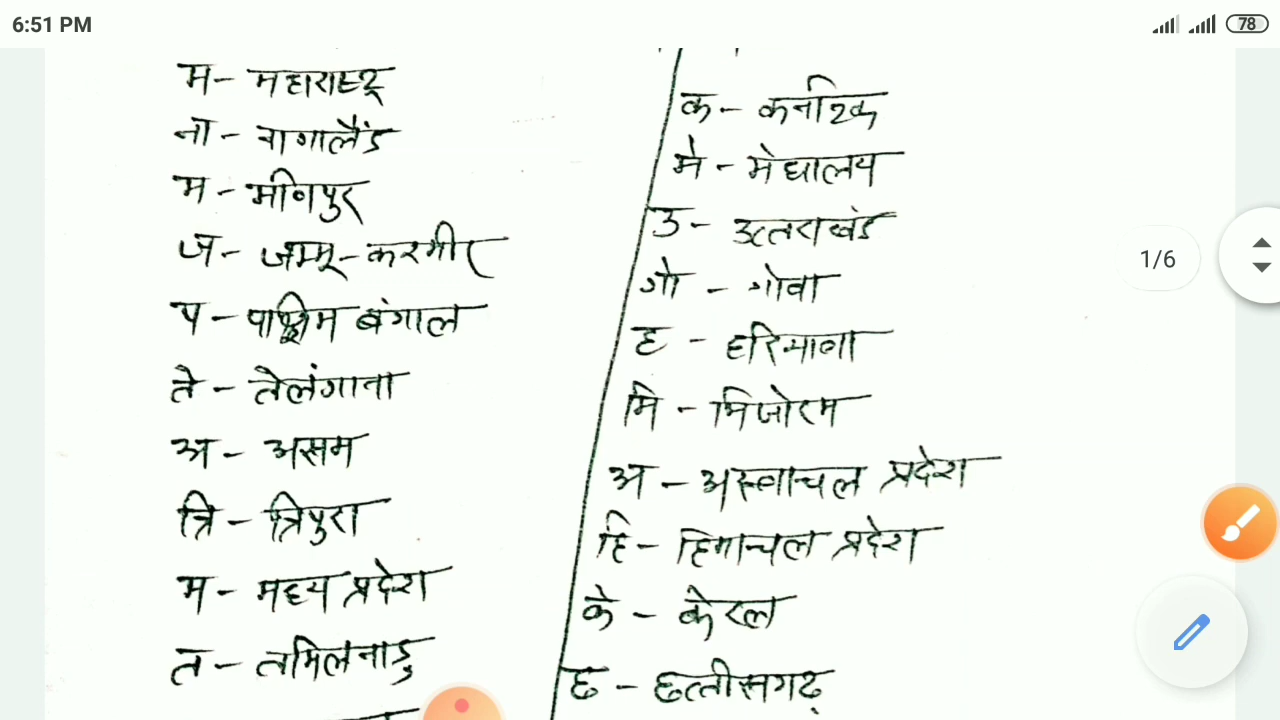 6:51 PM
78
म - महाराष्ट्र
ना - नागालैंड
म - मणिपुर
ज - जम्मू-कश्मीर
प - पश्चिम बंगाल
ते - तेलंगाना
अ - असम
त्रि - त्रिपुरा
म - मध्य प्रदेश
त - तमिलनाडु
क - कर्नाटक
मे - मेघालय
उ - उत्तराखंड
गो - गोवा
ह - हरियाणा
मि - मिजोरम
अ - अरुणाचल प्रदेश
हि - हिमाचल प्रदेश
के - केरल
छ - छत्तीसगढ़
1/6